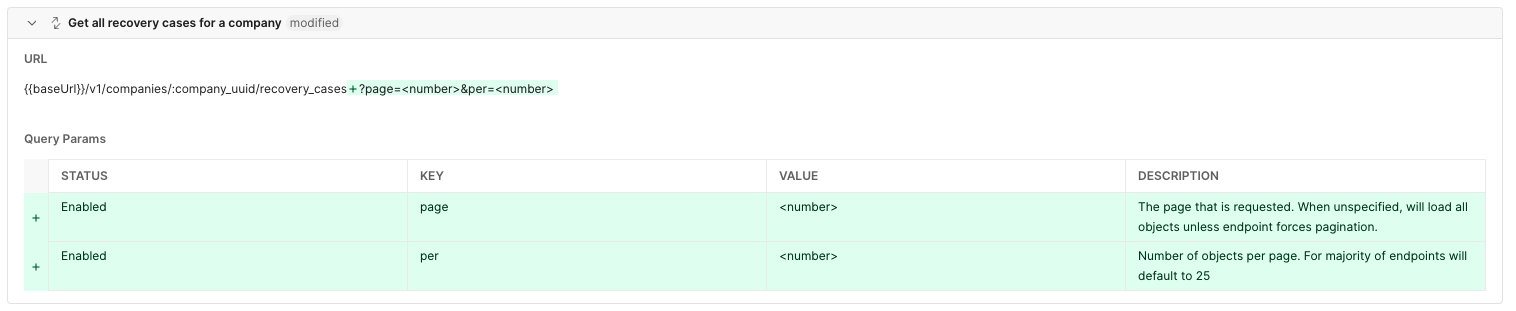 Get all recovery cases for a company modified
URL
{{baseUrl}}/v1/companies/:company_uuid/recovery_cases+?page=<number>&per=<number>
Query Params
STATUS KEY VALUE DESCRIPTION
+ Enabled page <number> The page that is requested. When unspecified, will load all
objects unless endpoint forces pagination.
+ Enabled per <number> Number of objects per page. For majority of endpoints will
default to 25